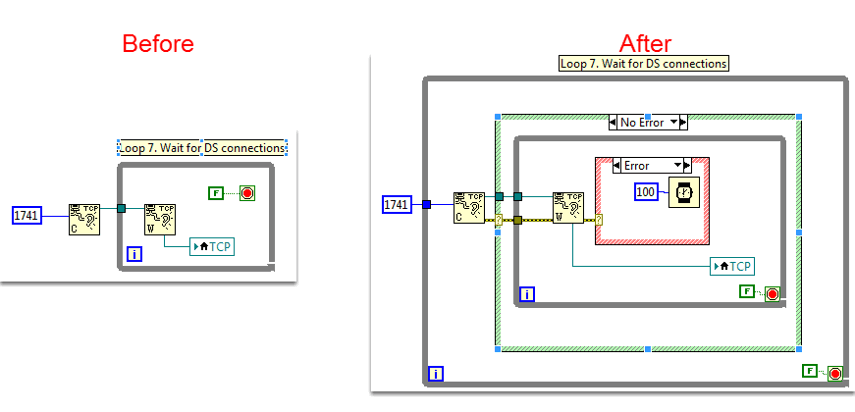 Before
After
Loop 7. Wait for DS connections
Loop 7. Wait for DS connections
No Error
Error
F
100
1741
TCP
C
TCP
W
1741
TCP
C
TCP
W
TCP
i
TCP
F
i
F
i